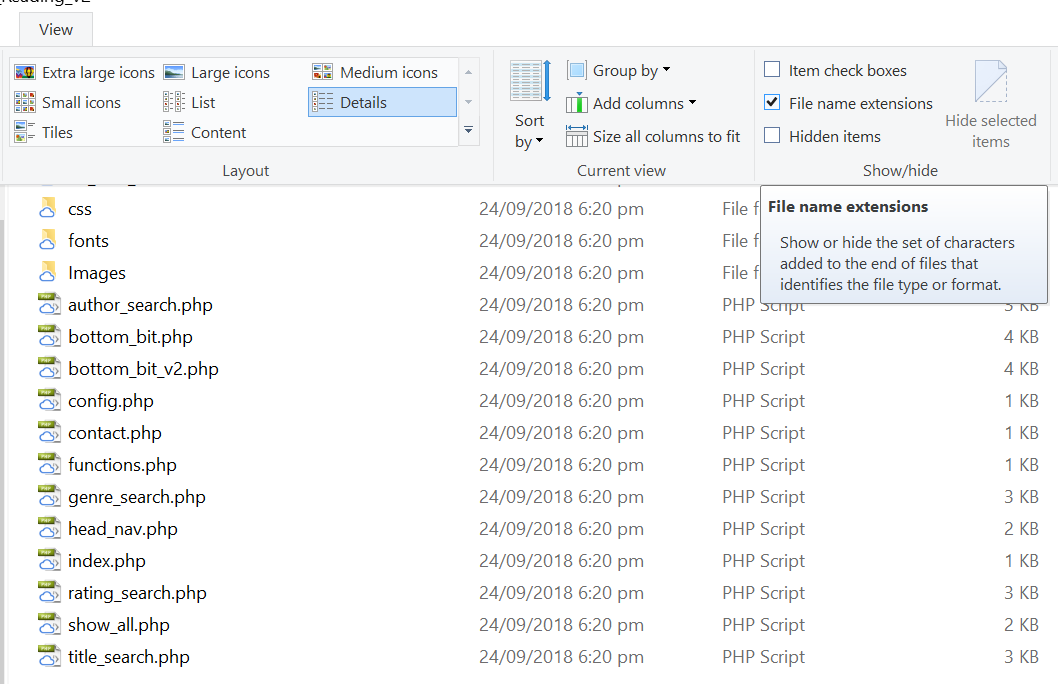 View
Extra large icons Large icons Medium icons
Small icons List Details
Tiles Content
Layout
Sort by
Group by
Add columns
Size all columns to fit
Current view
Item check boxes
File name extensions
Hidden items
Hide selected
items
Show/hide
File name extensions
Show or hide the set of characters
added to the end of files that
identifies the file type or format.
css 24/09/2018 6:20 pm File f
fonts 24/09/2018 6:20 pm File f
Images 24/09/2018 6:20 pm File f
author_search.php 24/09/2018 6:20 pm PHP Script 3 KB
bottom_bit.php 24/09/2018 6:20 pm PHP Script 4 KB
bottom_bit_v2.php 24/09/2018 6:20 pm PHP Script 4 KB
config.php 24/09/2018 6:20 pm PHP Script 1 KB
contact.php 24/09/2018 6:20 pm PHP Script 1 KB
functions.php 24/09/2018 6:20 pm PHP Script 1 KB
genre_search.php 24/09/2018 6:20 pm PHP Script 3 KB
head_nav.php 24/09/2018 6:20 pm PHP Script 2 KB
index.php 24/09/2018 6:20 pm PHP Script 1 KB
rating_search.php 24/09/2018 6:20 pm PHP Script 3 KB
show_all.php 24/09/2018 6:20 pm PHP Script 2 KB
title_search.php 24/09/2018 6:20 pm PHP Script 3 KB